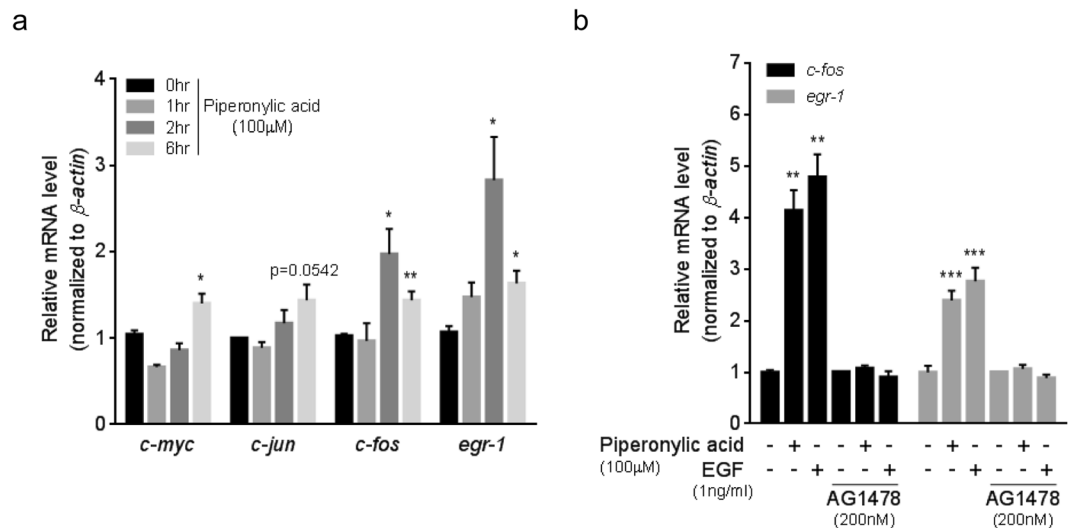 a
4
3
2
1
0
Relative mRNA level
(normalized to β-actin)
0hr
1hr
2hr
6hr
Piperonylic acid
(100μM)
*
p=0.0542
*
**
*
*
c-myc c-jun c-fos egr-1
b
7
6
5
4
3
2
1
0
Relative mRNA level
(normalized to β-actin)
c-fos
egr-1
**
**
***
***
Piperonylic acid - + - - + - - + - - + -
(100μM)
EGF - - + - - + - - + - - +
(1ng/ml)
AG1478 AG1478
(200nM) (200nM)